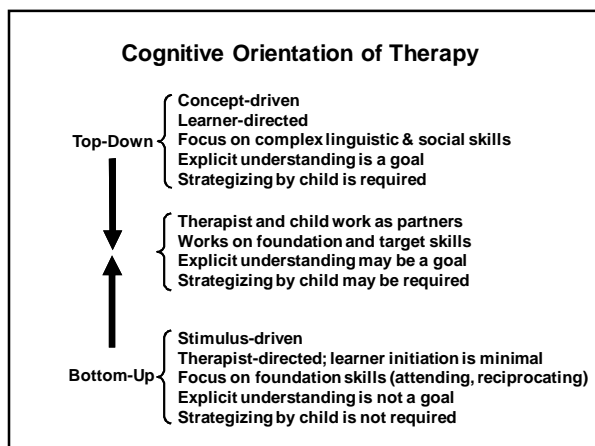 Cognitive Orientation of Therapy
Concept-driven
Learner-directed
Top-Down
Focus on complex linguistic & social skills
Explicit understanding is a goal
Strategizing by child is required
Therapist and child work as partners
Works on foundation and target skills
Explicit understanding may be a goal
Strategizing by child may be required
Stimulus-driven
Therapist-directed; learner initiation is minimal
Bottom-Up
Focus on foundation skills (attending, reciprocating)
Explicit understanding is not a goal
Strategizing by child is not required